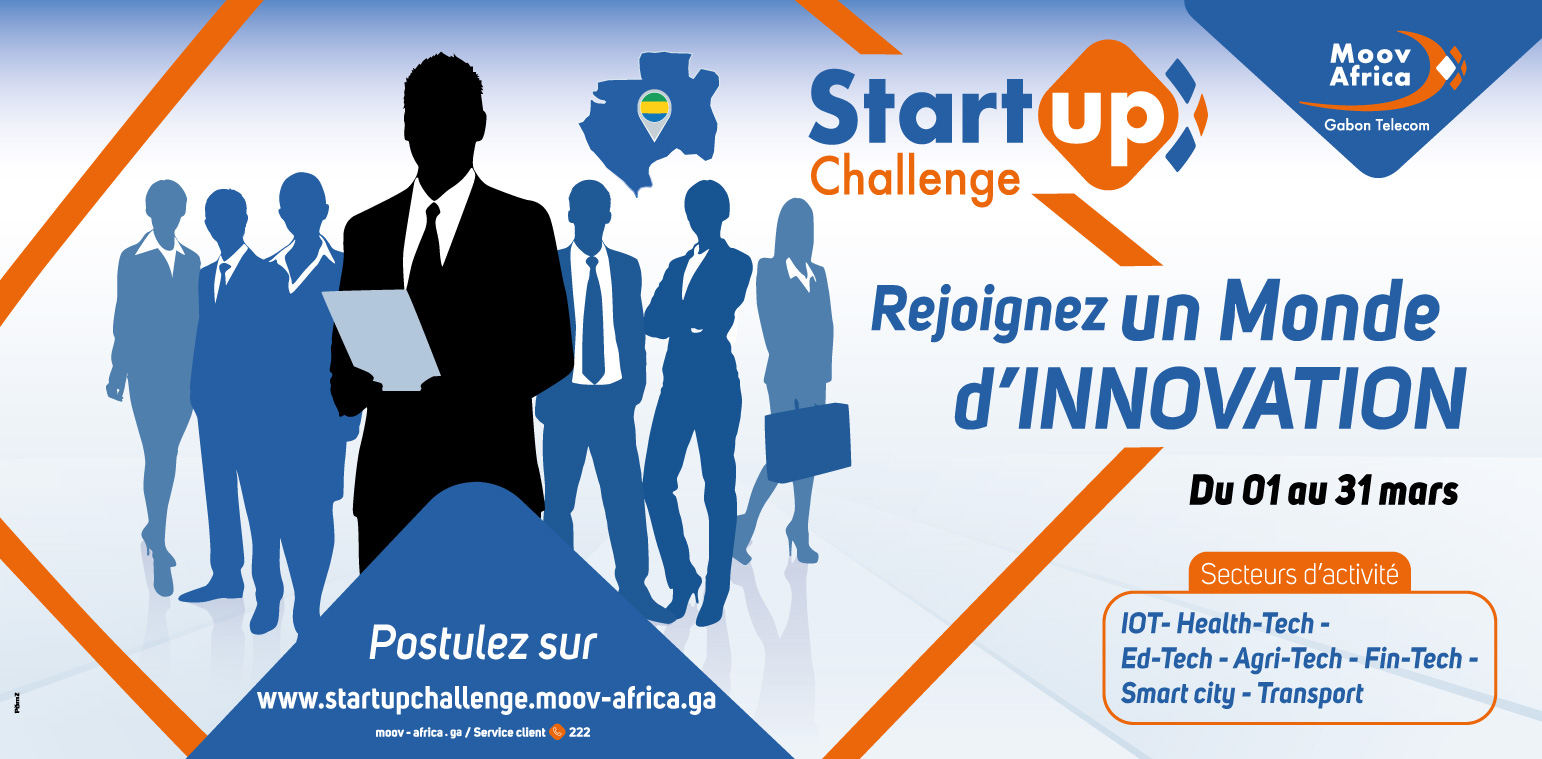 Moov
Africa
Gabon Telecom
Startup
Challenge
Rejoignez un Monde
d'INNOVATION
Du 01 au 31 mars
Secteurs d'activité
IOT- Health-Tech -
Ed-Tech - Agri-Tech - Fin-Tech -
Smart city - Transport
Postulez sur
www.startupchallenge.moov-africa.ga
moov - africa . ga / Service client 222